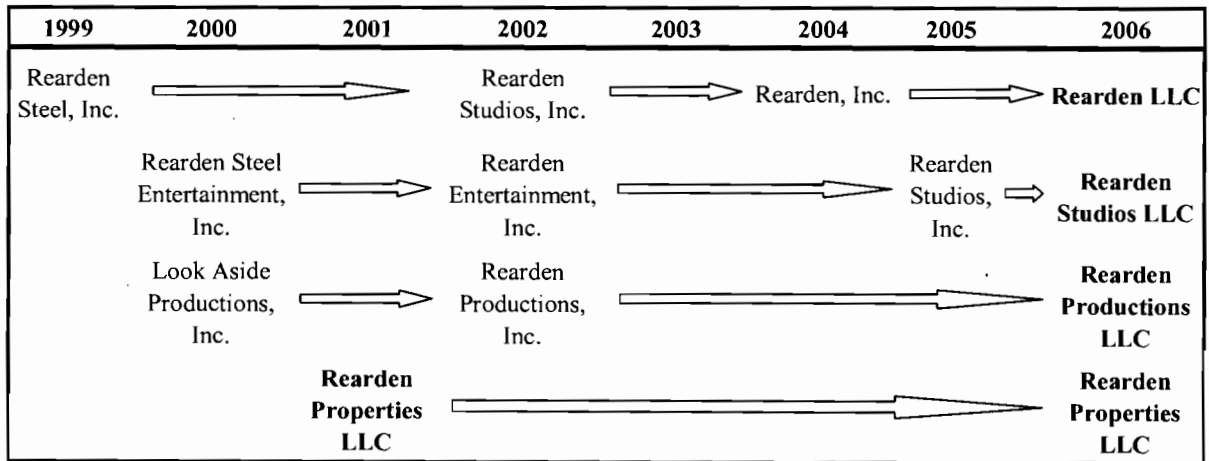 1999 2000 2001 2002 2003 2004 2005 2006
Rearden
Steel, Inc.
Rearden
Studios, Inc.
Rearden, Inc.
Rearden LLC
Rearden Steel
Entertainment,
Inc.
Rearden
Entertainment,
Inc.
Rearden
Studios,
Inc.
Rearden
Studios LLC
Look Aside
Productions,
Inc.
Rearden
Productions,
Inc.
Rearden
Productions
LLC
Rearden
Properties
LLC
Rearden
Properties
LLC